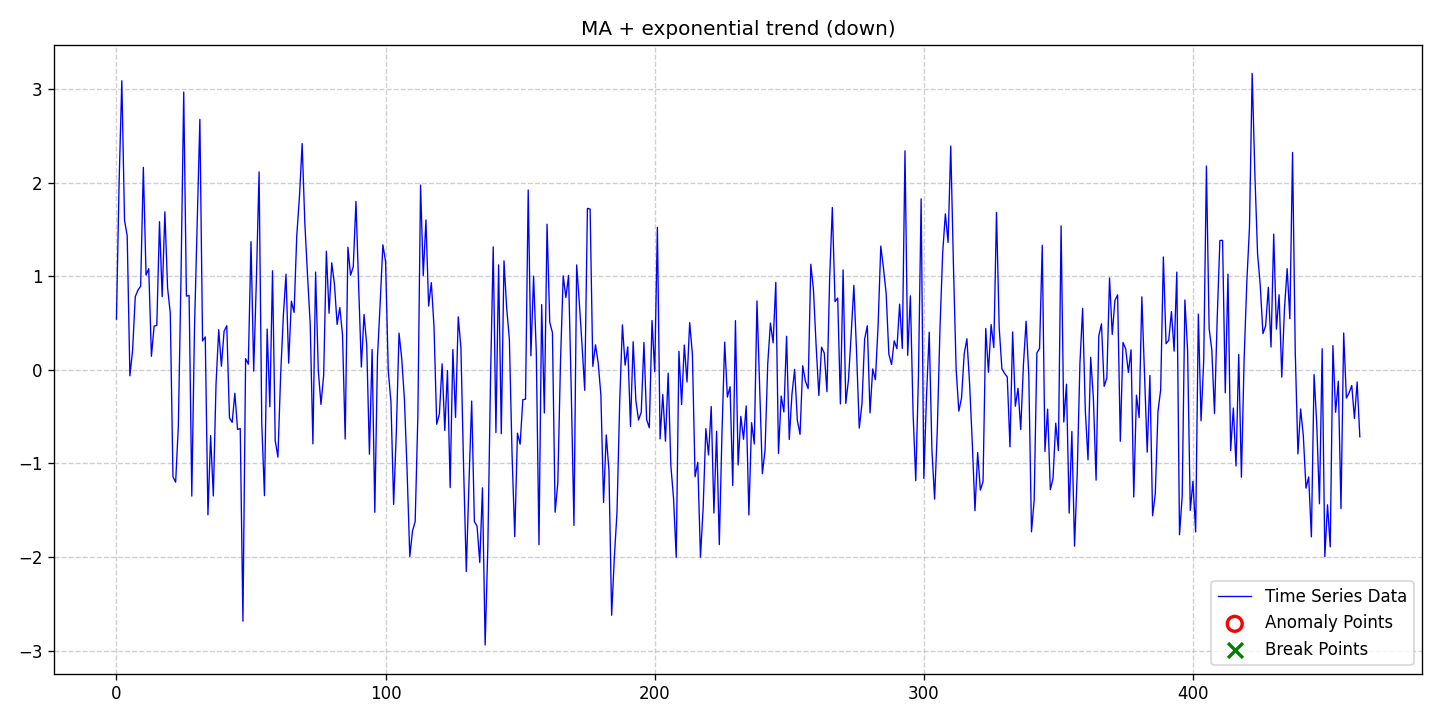 MA + exponential trend (down)
3
2
1
0
−1
−2
−3
0 100 200 300 400
Time Series Data
Anomaly Points
Break Points